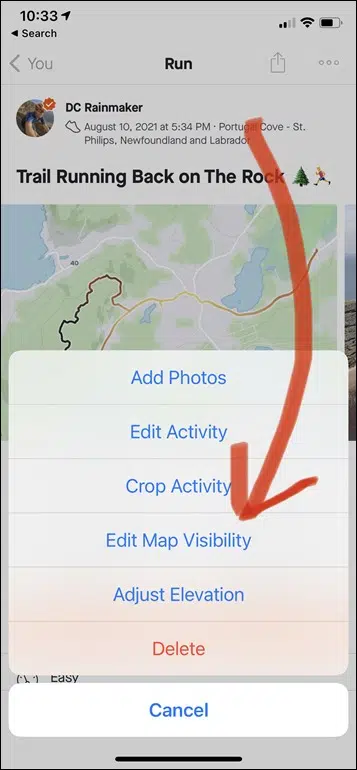 10:33
Search
You
Run
DC Rainmaker
August 10, 2021 at 5:34 PM · Portugal Cove - St.
Philips, Newfoundland and Labrador
Trail Running Back on The Rock 🌲🏃
40
Add Photos
Edit Activity
Crop Activity
Edit Map Visibility
Adjust Elevation
Delete
Easy
Cancel